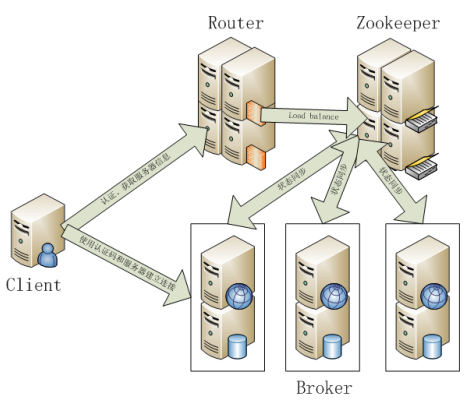 Router
Zookeeper
Load balance
认证、获取服务器信息
状态同步
状态同步
状态同步
使用认证码和服务器建立连接
Client
Broker